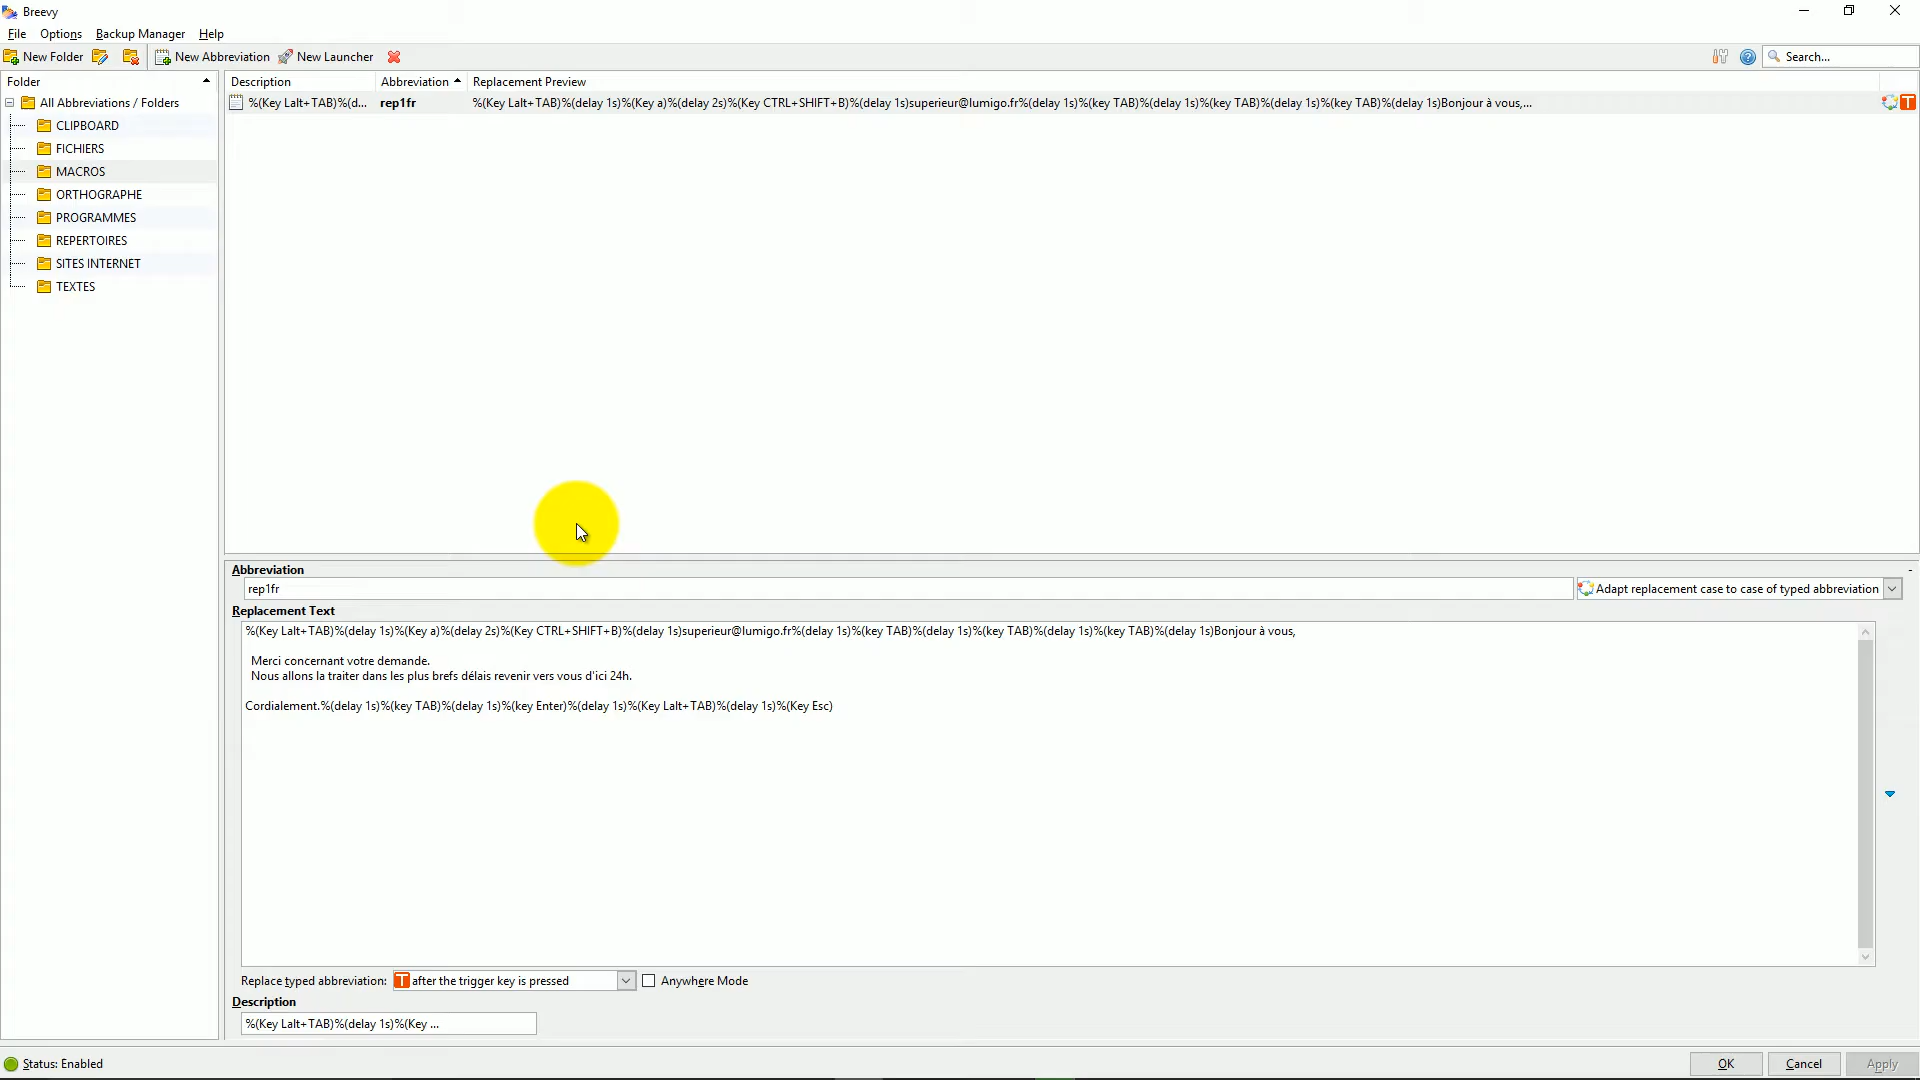 Breevy
File Options Backup Manager Help
New Folder New Abbreviation New Launcher Search...
Folder
All Abbreviations / Folders
CLIPBOARD
FICHIERS
MACROS
ORTHOGRAPHE
PROGRAMMES
REPERTOIRES
SITES INTERNET
TEXTES
Description Abbreviation Replacement Preview
%(Key Lalt+TAB)%(d... rep1fr %(Key Lalt+TAB)%(delay 1s)%(Key a)%(delay 2s)%(Key CTRL+SHIFT+B)%(delay 1s)superieur@lumigo.fr%(delay 1s)%(key TAB)%(delay 1s)%(key TAB)%(delay 1s)%(key TAB)%(delay 1s)Bonjour à vous,... T
Abbreviation
rep1fr Adapt replacement case to case of typed abbreviation
Replacement Text
%(Key Lalt+TAB)%(delay 1s)%(Key a)%(delay 2s)%(Key CTRL+SHIFT+B)%(delay 1s)superieur@lumigo.fr%(delay 1s)%(key TAB)%(delay 1s)%(key TAB)%(delay 1s)%(key TAB)%(delay 1s)Bonjour à vous,
Merci concernant votre demande.
Nous allons la traiter dans les plus brefs délais revenir vers vous d'ici 24h.
Cordialement.%(delay 1s)%(key TAB)%(delay 1s)%(key Enter)%(delay 1s)%(Key Lalt+TAB)%(delay 1s)%(Key Esc)
Replace typed abbreviation: T after the trigger key is pressed Anywhere Mode
Description
%(Key Lalt+TAB)%(delay 1s)%(Key ...
Status: Enabled OK Cancel Apply